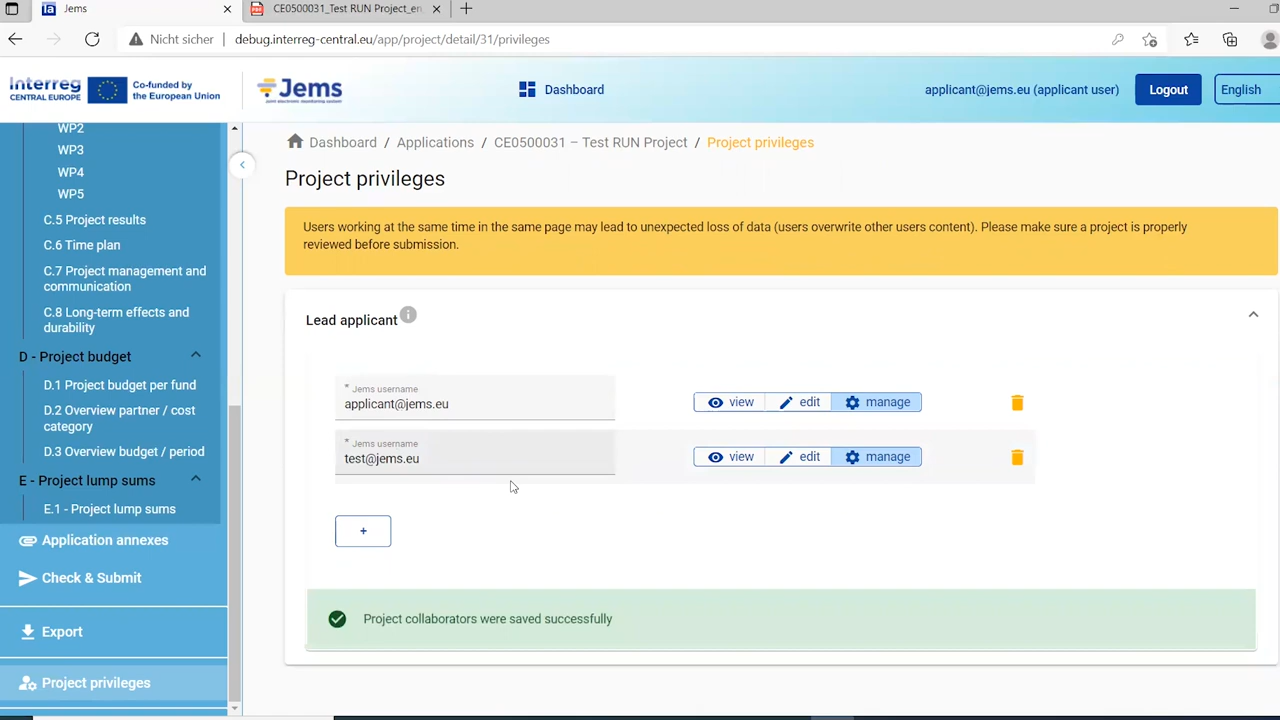 Jems
CE0500031_Test RUN Project_en
Nicht sicher
debug.interreg-central.eu/app/project/detail/31/privileges
Interreg
CENTRAL EUROPE
Co-funded by
the European Union
Jems
joint electronic monitoring system
Dashboard
applicant@jems.eu (applicant user)
Logout
English
WP2
WP3
WP4
WP5
C.5 Project results
C.6 Time plan
C.7 Project management and
communication
C.8 Long-term effects and
durability
D - Project budget
D.1 Project budget per fund
D.2 Overview partner / cost
category
D.3 Overview budget / period
E - Project lump sums
E.1 - Project lump sums
Application annexes
Check & Submit
Export
Project privileges
Dashboard / Applications / CE0500031 – Test RUN Project / Project privileges
Project privileges
Users working at the same time in the same page may lead to unexpected loss of data (users overwrite other users content). Please make sure a project is properly
reviewed before submission.
Lead applicant
* Jems username
applicant@jems.eu
view edit manage
* Jems username
test@jems.eu
view edit manage
+
Project collaborators were saved successfully